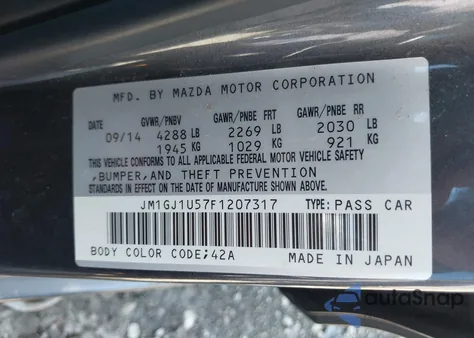 MFD. BY MAZDA MOTOR CORPORATION
DATE GVWR/PNBV GAWR/PNBE FRT GAWR/PNBE RR
09/14 4288 LB 2269 LB 2030 LB
1945 KG 1029 KG 921 KG
THIS VEHICLE CONFORMS TO ALL APPLICABLE FEDERAL MOTOR VEHICLE SAFETY
,BUMPER,AND THEFT PREVENTION
STANDARDS IN EFFECT ON THE DATE OF MANUFACTURE SHOWN ABOVE.
JM1GJ1U57F1207317 TYPE:PASS CAR
BODY COLOR CODE;42A MADE IN JAPAN
autoSnap